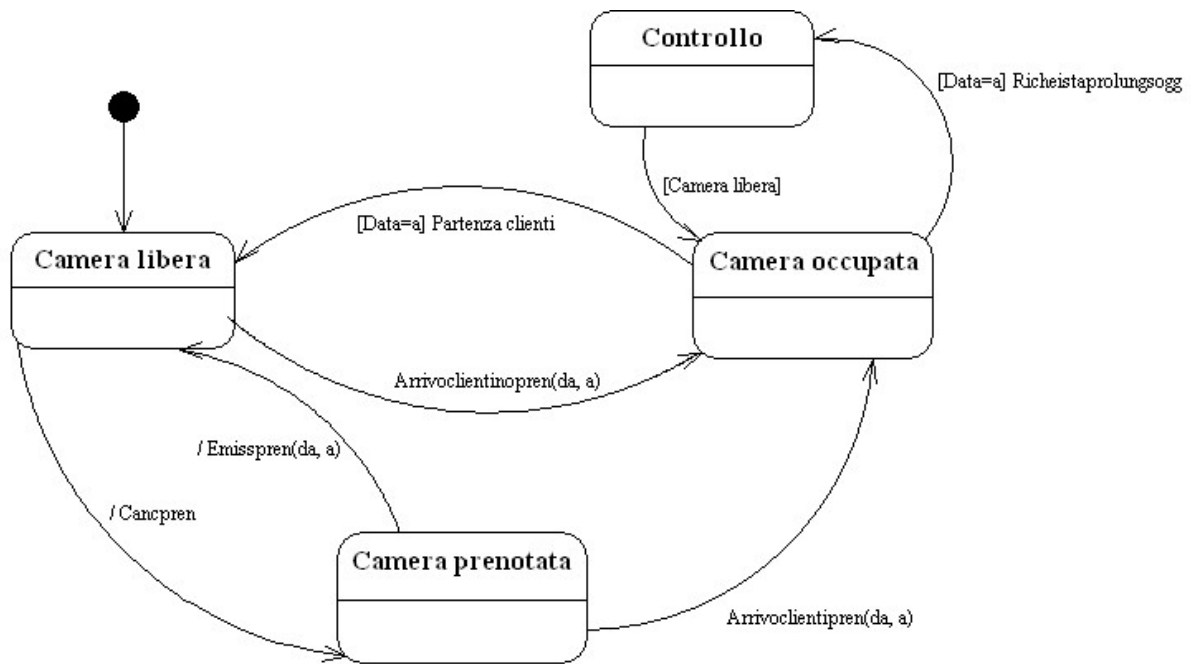 Controllo
[Data=a] Richeistaprolungsogg
[Camera libera]
[Data=a] Partenza clienti
Camera libera
Camera occupata
Arrivoclientinopren(da, a)
/ Emisspren(da, a)
/ Cancpren
Camera prenotata
Arrivoclientipren(da, a)